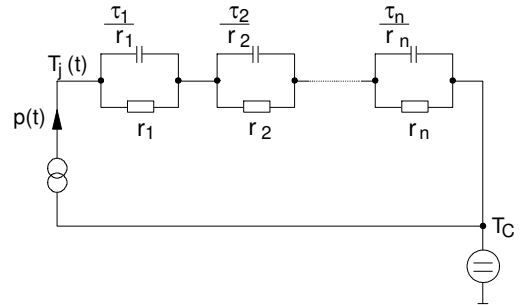 τ1 τ2 τn
r1 r2 rn
Tj (t)
p(t)
r1 r2 rn
TC